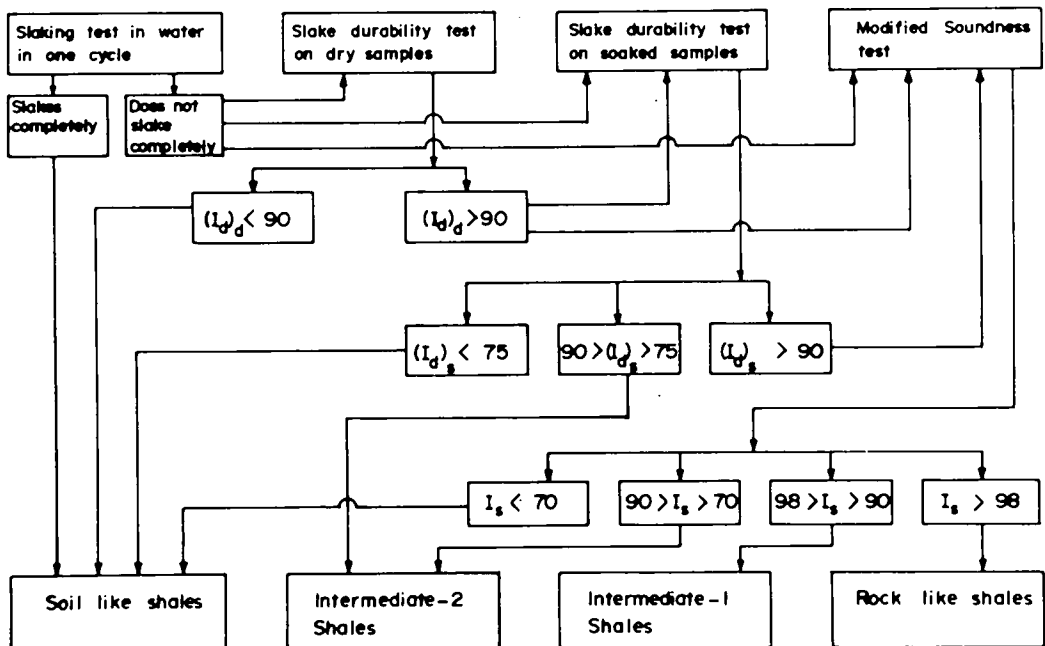 Slaking test in water
in one cycle
Slake durability test
on dry samples
Slake durability test
on soaked samples
Modified Soundness
test
Slakes
completely
Does not
slake
completely
(I_d)_d < 90
(I_d)_d > 90
(I_d)_s < 75
90 > (I_d)_s > 75
(I_d)_s > 90
I_s < 70
90 > I_s > 70
98 > I_s > 90
I_s > 98
Soil like shales
Intermediate-2
Shales
Intermediate-1
Shales
Rock like shales